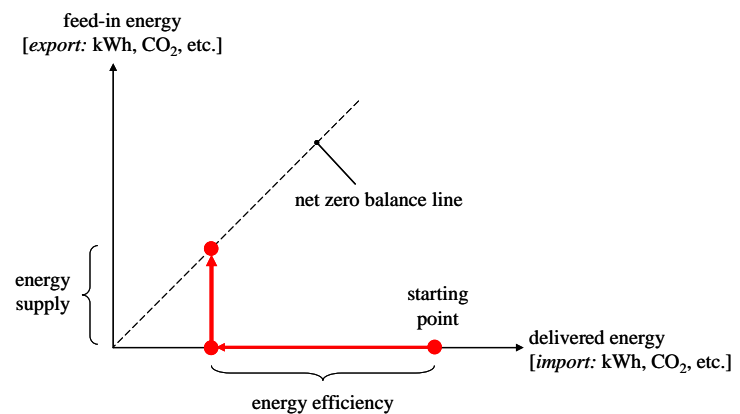 feed-in energy
[export: kWh, CO₂, etc.]
net zero balance line
energy
supply
starting
point
delivered energy
[import: kWh, CO₂, etc.]
energy efficiency